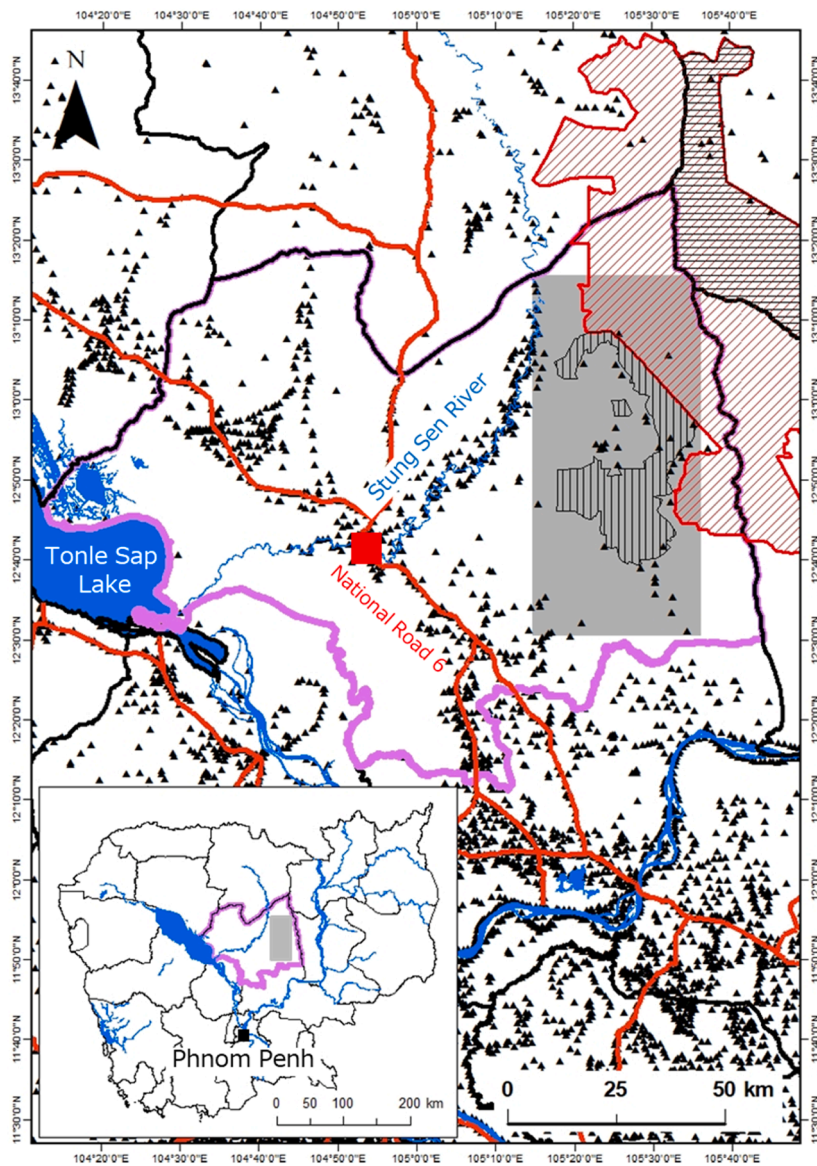 104°20'0"E 104°30'0"E 104°40'0"E 104°50'0"E 105°0'0"E 105°10'0"E 105°20'0"E 105°30'0"E 105°40'0"E
13°40'0"N
13°30'0"N
13°20'0"N
13°10'0"N
13°0'0"N
12°50'0"N
12°40'0"N
12°30'0"N
12°20'0"N
12°10'0"N
12°0'0"N
11°50'0"N
11°40'0"N
11°30'0"N
N
Stung Sen River
Tonle Sap
Lake
National Road 6
Phnom Penh
0 50 100 200 km
0 25 50 km
104°20'0"E 104°30'0"E 104°40'0"E 104°50'0"E 105°0'0"E 105°10'0"E 105°20'0"E 105°30'0"E 105°40'0"E